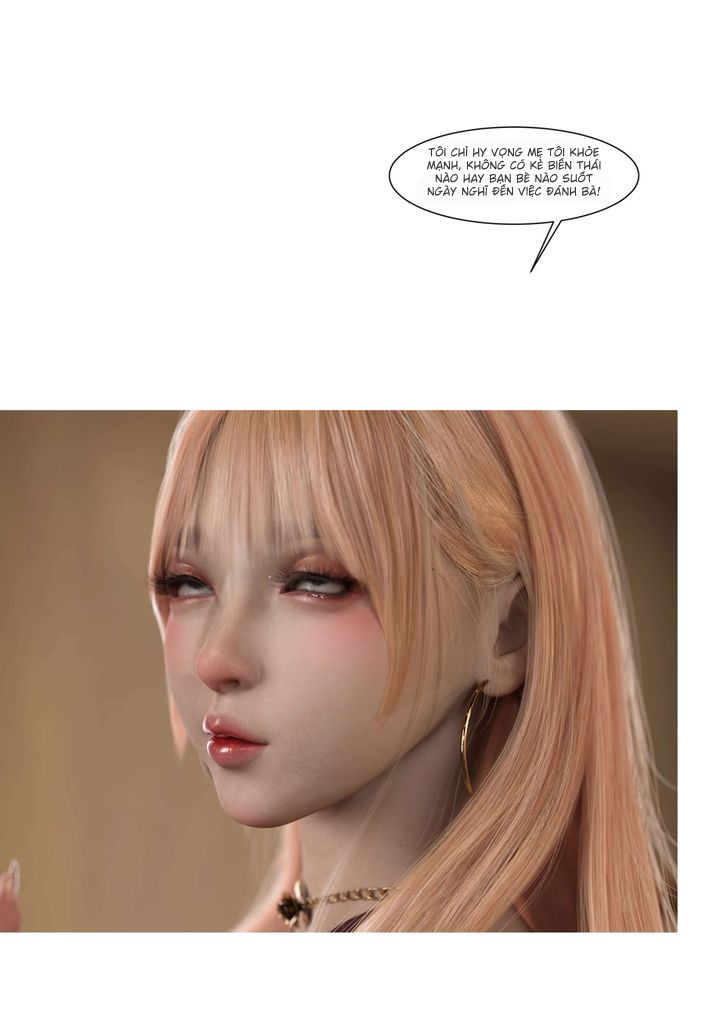 TÔI CHỈ HY VỌNG MẸ TÔI KHỎE
MẠNH, KHÔNG CÓ KẺ BIẾN THÁI
NÀO HAY BẠN BÈ NÀO SUỐT
NGÀY NGHĨ ĐẾN VIỆC ĐÁNH BÀ!